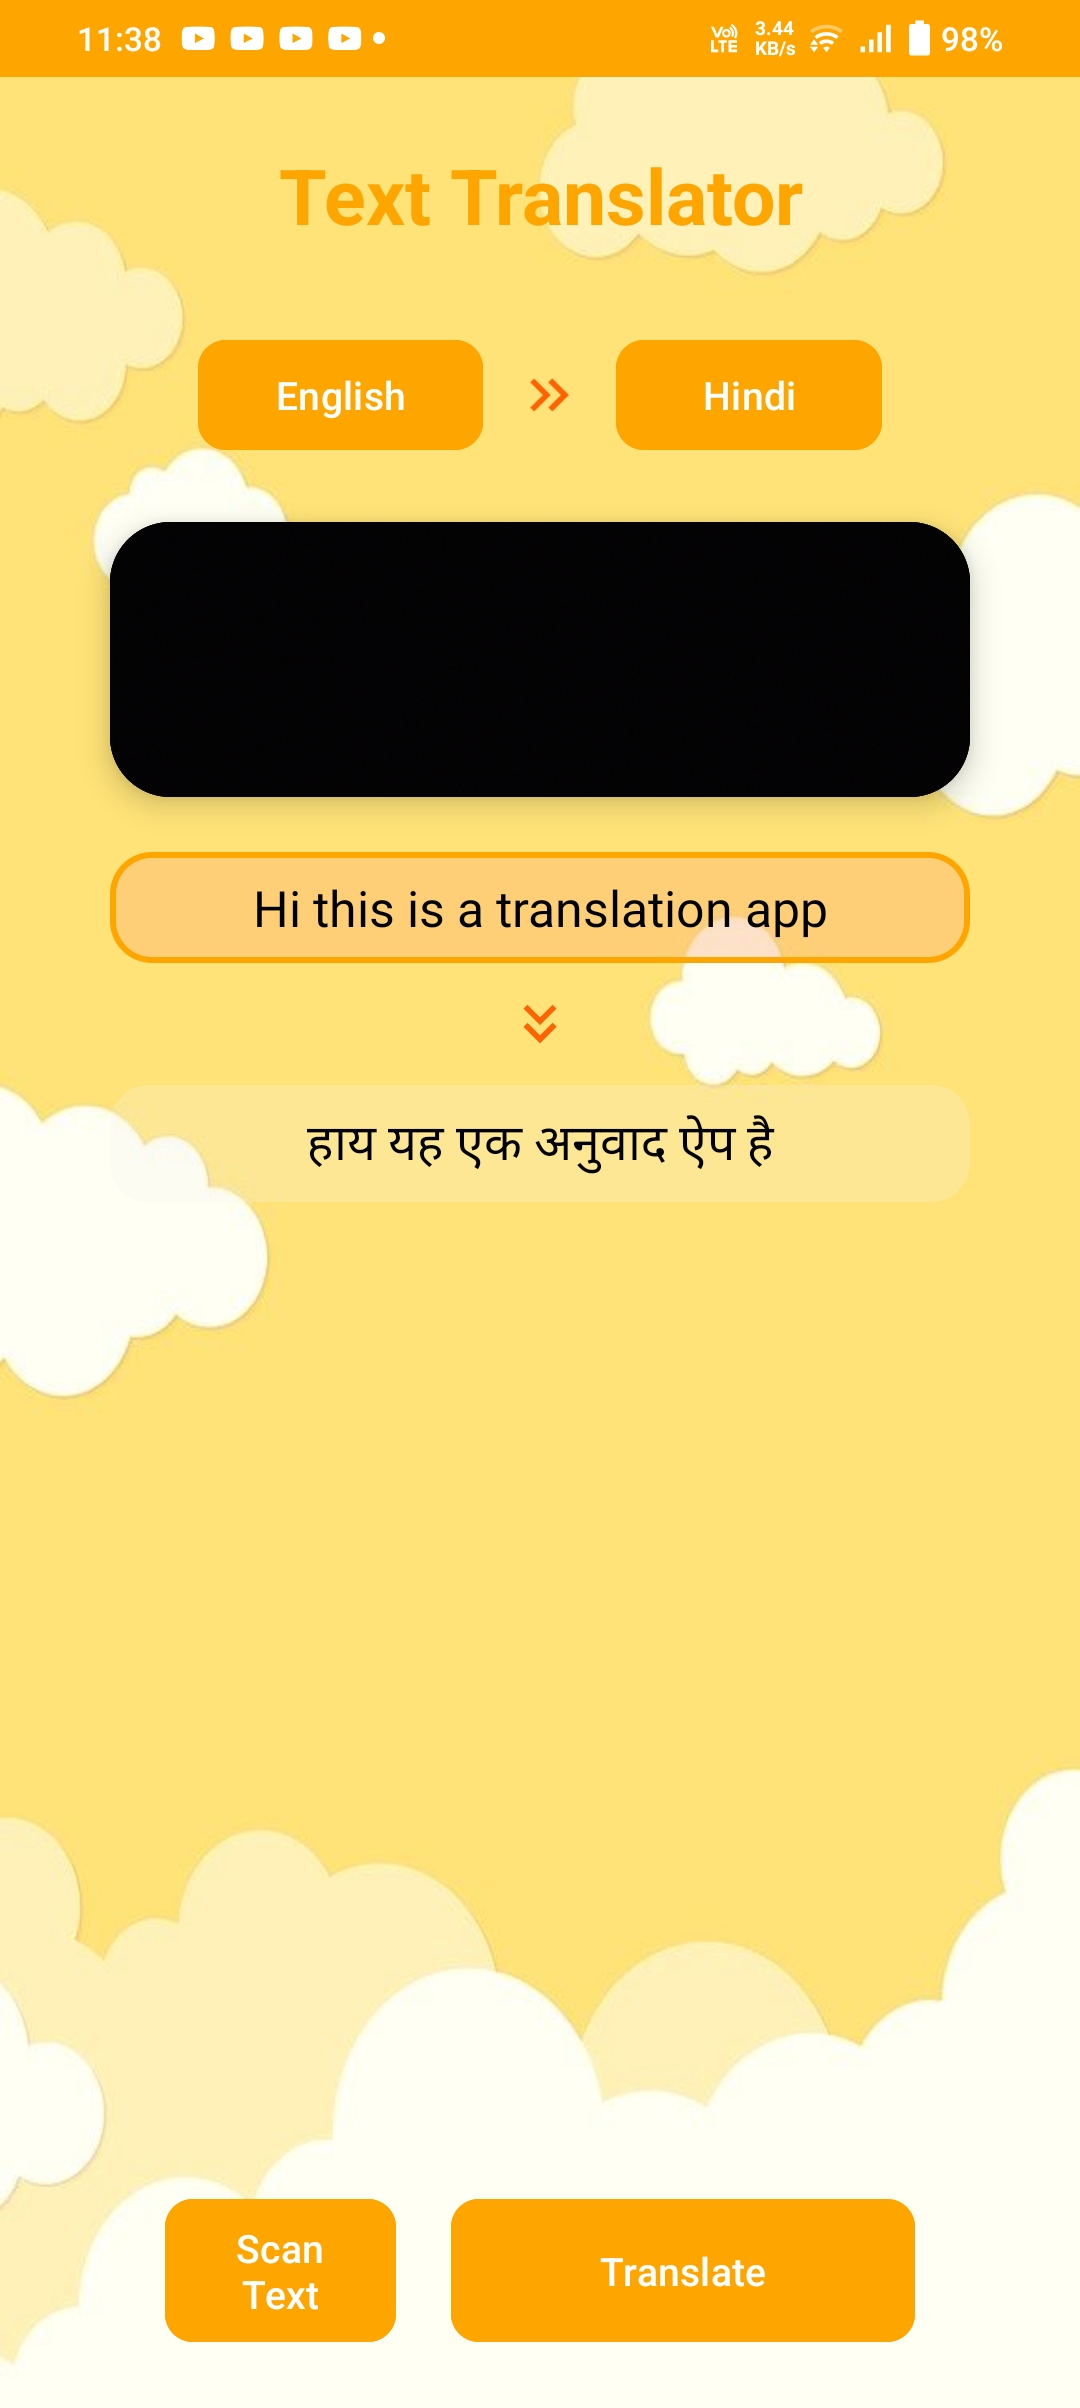 11:38 Vo)) LTE 3.44 KB/s 98%
Text Translator
English Hindi
Hi this is a translation app
हाय यह एक अनुवाद ऐप है
Scan
Text
Translate